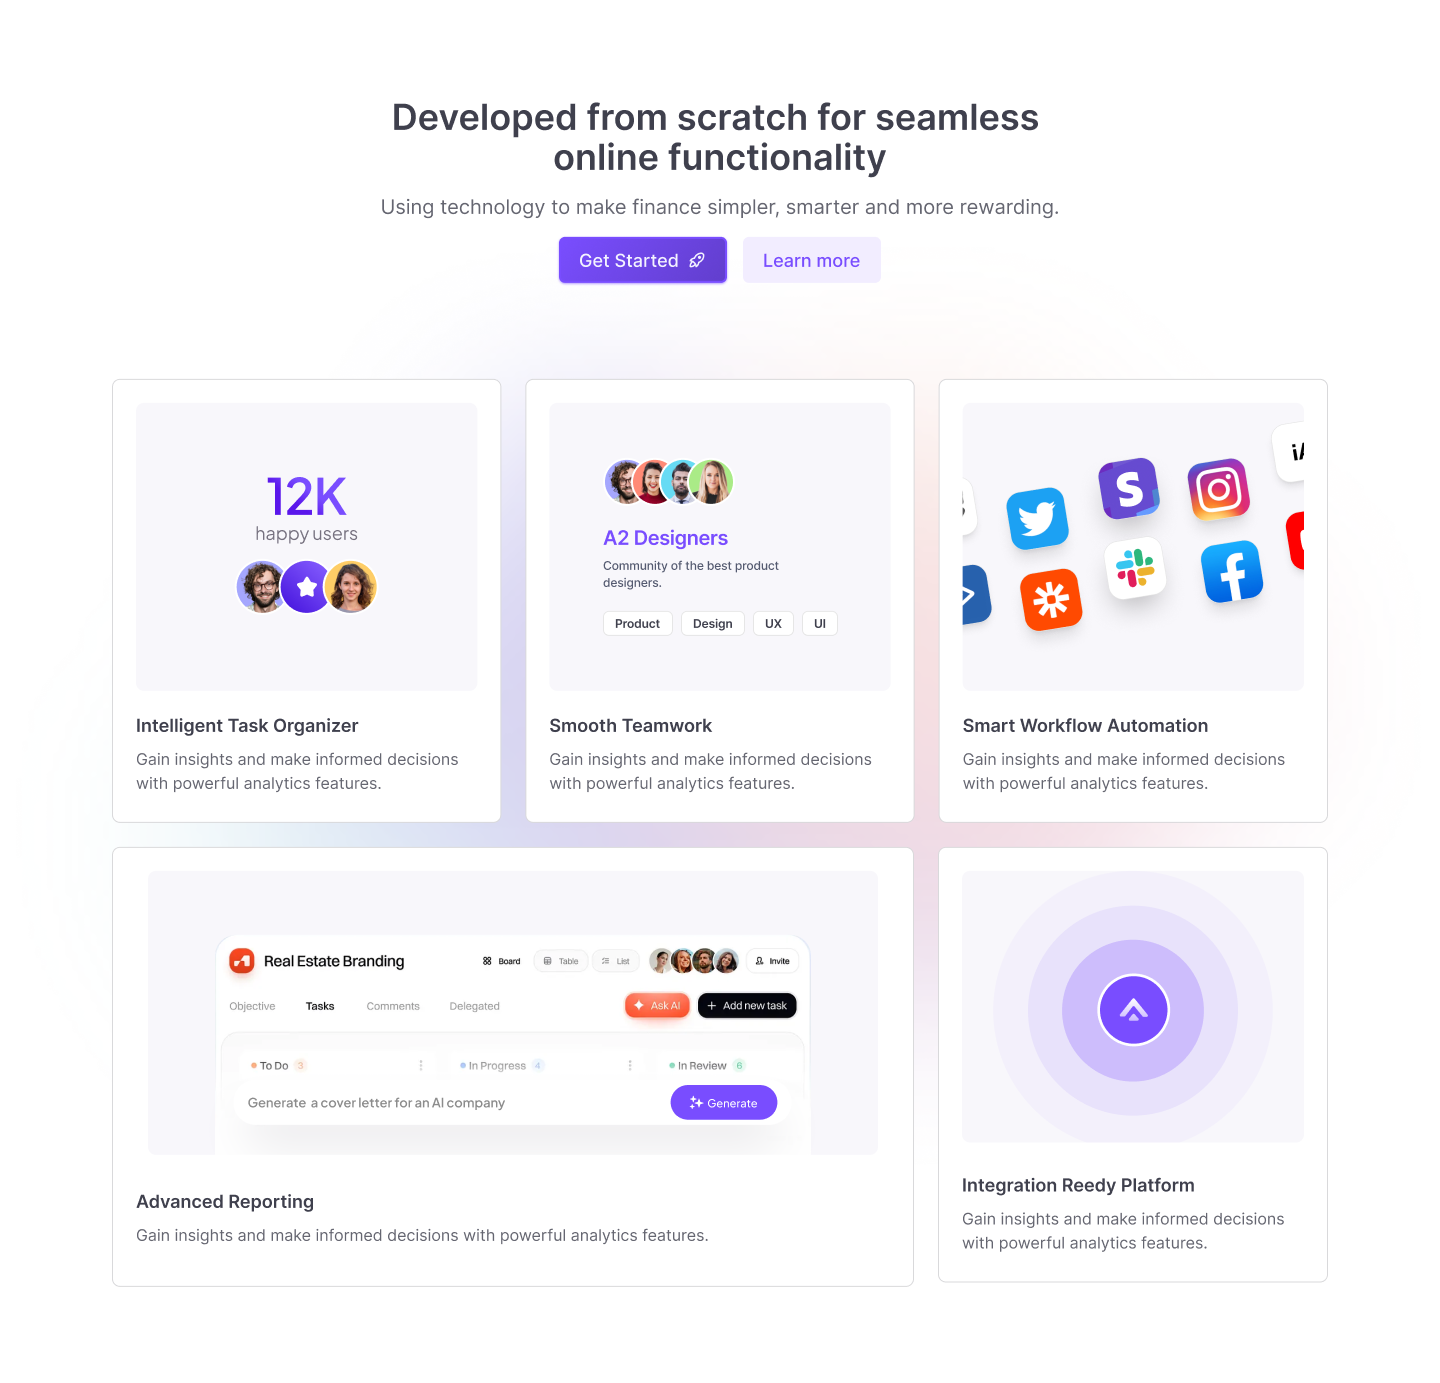 Developed from scratch for seamless
online functionality
Using technology to make finance simpler, smarter and more rewarding.
Get Started
Learn more
12K
happy users
Intelligent Task Organizer
Gain insights and make informed decisions
with powerful analytics features.
A2 Designers
Community of the best product
designers.
Product Design UX UI
Smooth Teamwork
Gain insights and make informed decisions
with powerful analytics features.
Smart Workflow Automation
Gain insights and make informed decisions
with powerful analytics features.
Real Estate Branding
Board Table List Invite
Objective Tasks Comments Delegated Ask AI + Add new task
To Do 3 In Progress 4 In Review 6
Generate a cover letter for an AI company
Generate
Advanced Reporting
Gain insights and make informed decisions with powerful analytics features.
Integration Reedy Platform
Gain insights and make informed decisions
with powerful analytics features.